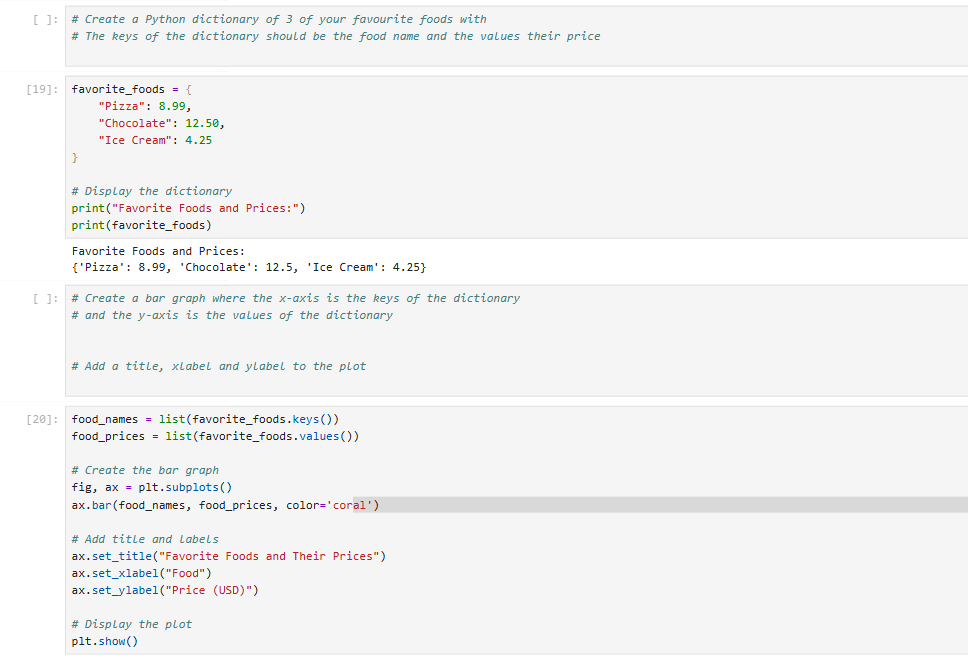 [ ]: # Create a Python dictionary of 3 of your favourite foods with
# The keys of the dictionary should be the food name and the values their price
[19]: favorite_foods = {
    "Pizza": 8.99,
    "Chocolate": 12.50,
    "Ice Cream": 4.25
}
# Display the dictionary
print("Favorite Foods and Prices:")
print(favorite_foods)
Favorite Foods and Prices:
{'Pizza': 8.99, 'Chocolate': 12.5, 'Ice Cream': 4.25}
[ ]: # Create a bar graph where the x-axis is the keys of the dictionary
# and the y-axis is the values of the dictionary
# Add a title, xlabel and ylabel to the plot
[20]: food_names = list(favorite_foods.keys())
food_prices = list(favorite_foods.values())
# Create the bar graph
fig, ax = plt.subplots()
ax.bar(food_names, food_prices, color='coral')
# Add title and labels
ax.set_title("Favorite Foods and Their Prices")
ax.set_xlabel("Food")
ax.set_ylabel("Price (USD)")
# Display the plot
plt.show()